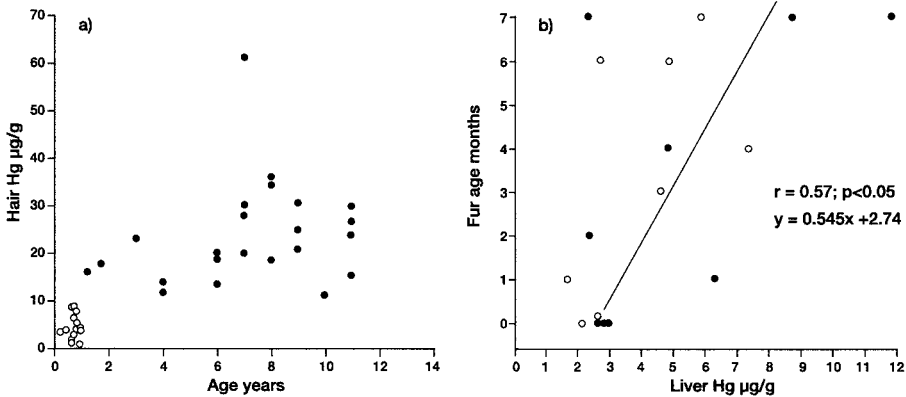 a)
70
60
50
40
30
20
10
0
Hair Hg µg/g
0 2 4 6 8 10 12 14
Age years
b)
7
6
5
4
3
2
1
0
Fur age months
r = 0.57; p<0.05
y = 0.545x +2.74
0 1 2 3 4 5 6 7 8 9 10 11 12
Liver Hg µg/g